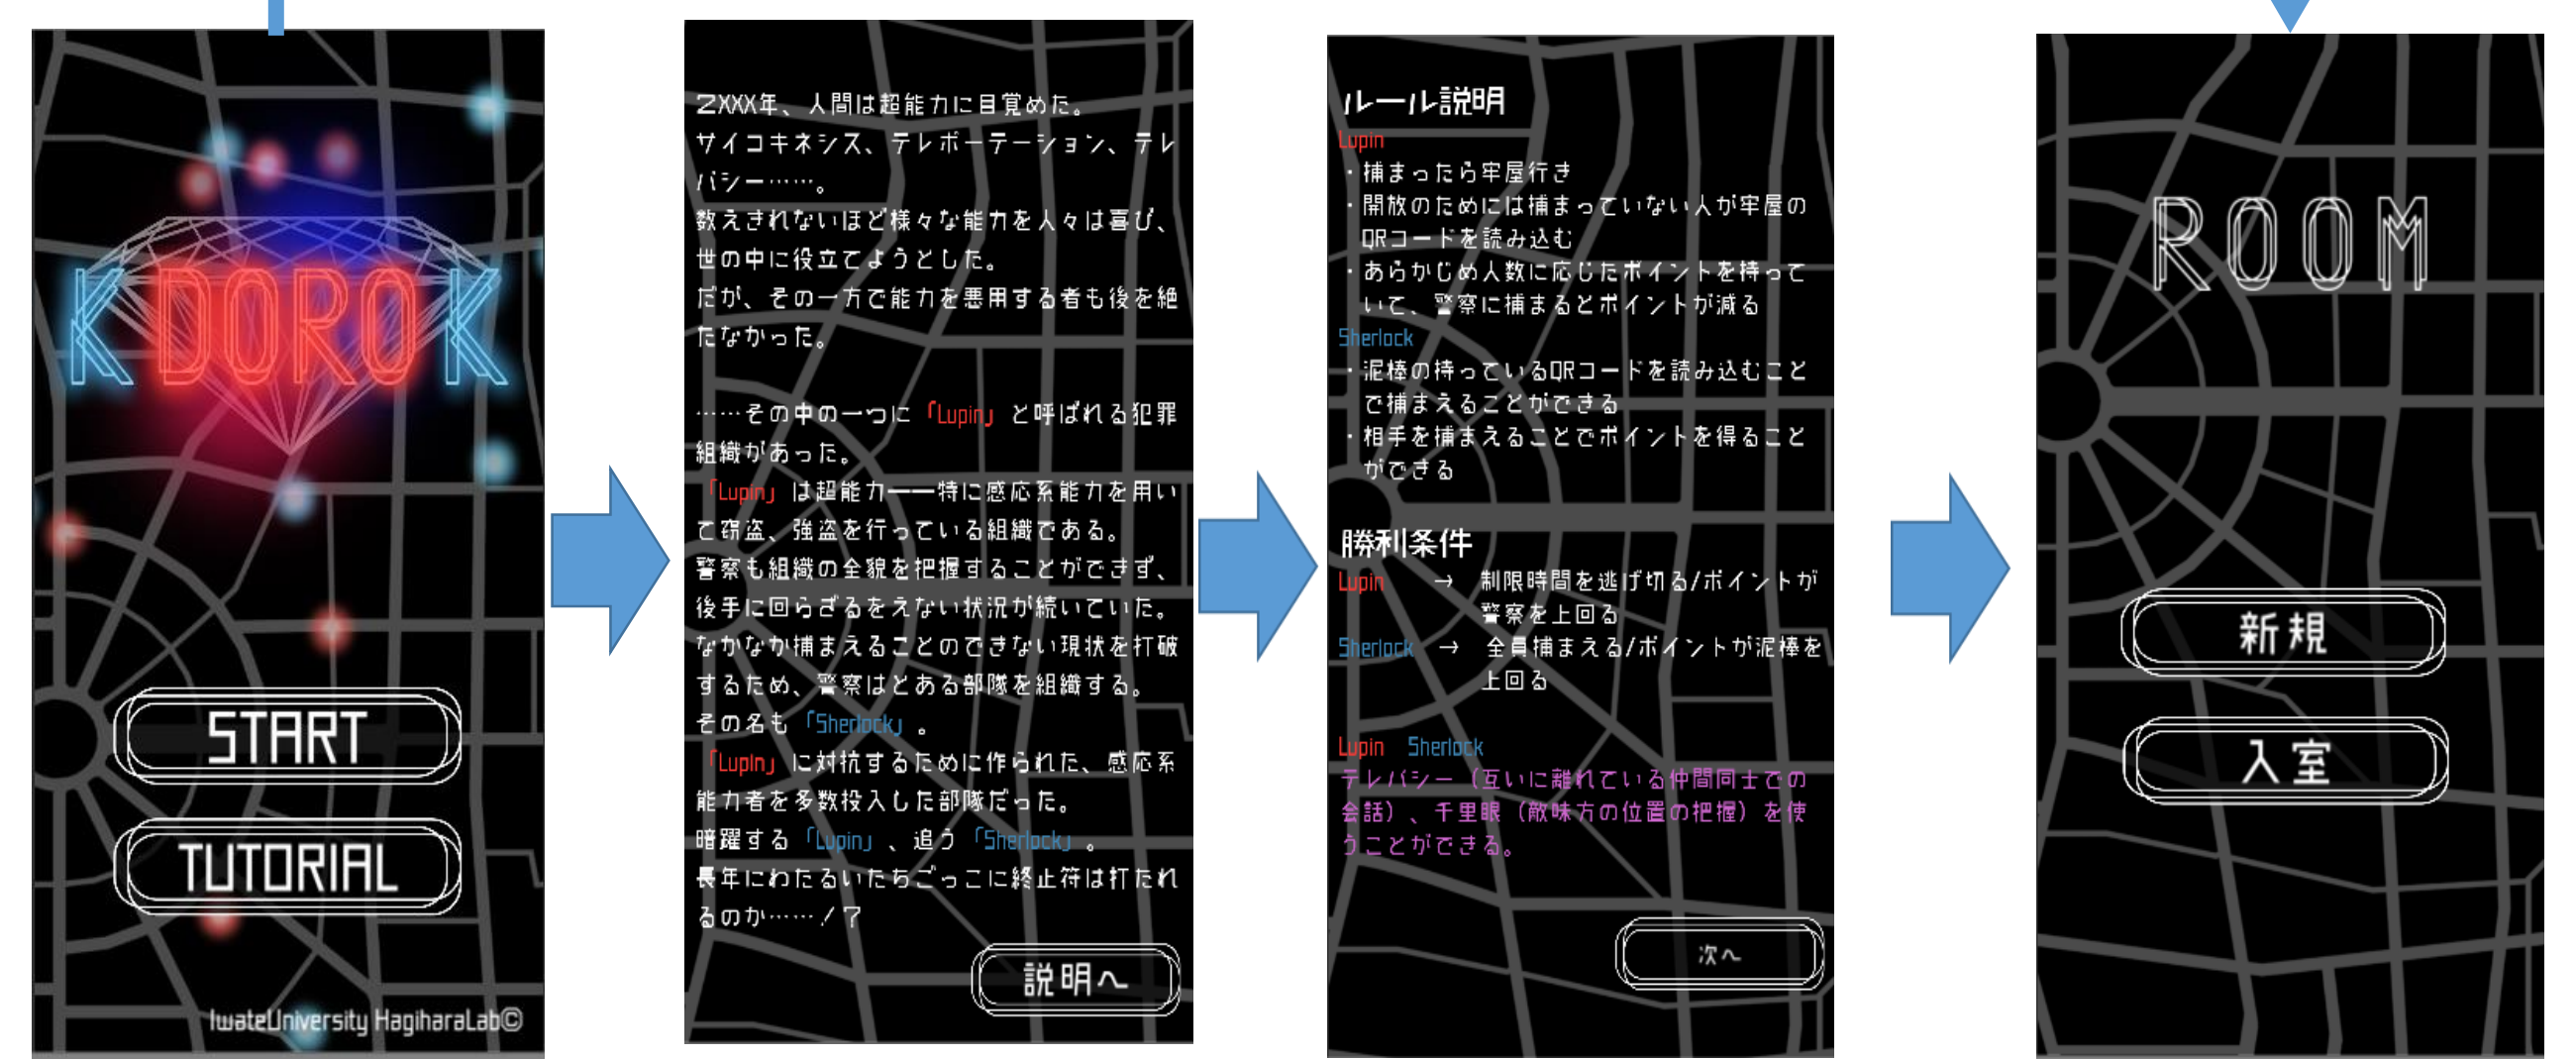 K DORO K
START
TUTORIAL
IwateUniversity HagiharaLab©
2XXX年、人間は超能力に目覚めた。
サイコキネシス、テレポーテーション、テレ
パシー……。
数えきれないほど様々な能力を人々は喜び、
世の中に役立てようとした。
だが、その一方で能力を悪用する者も後を絶
たなかった。
……その中の一つに「Lupin」と呼ばれる犯罪
組織があった。
「Lupin」は超能力――特に感応系能力を用い
て窃盗、強盗を行っている組織である。
警察も組織の全貌を把握することができず、
後手に回らざるをえない状況が続いていた。
なかなか捕まえることのできない現状を打破
するため、警察はとある部隊を組織する。
その名も「Sherlock」。
「Lupin」に対抗するために作られた、感応系
能力者を多数投入した部隊だった。
暗躍する「Lupin」、追う「Sherlock」。
長年にわたるいたちごっこに終止符は打たれ
るのか……!?
説明へ
ルール説明
Lupin
・捕まったら牢屋行き
・開放のためには捕まっていない人が牢屋の
QRコードを読み込む
・あらかじめ人数に応じたポイントを持って
いて、警察に捕まるとポイントが減る
Sherlock
・泥棒の持っているQRコードを読み込むこと
で捕まえることができる
・相手を捕まえることでポイントを得ること
ができる
勝利条件
Lupin → 制限時間を逃げ切る/ポイントが
警察を上回る
Sherlock → 全員捕まえる/ポイントが泥棒を
上回る
Lupin Sherlock
テレパシー（互いに離れている仲間同士での
会話）、千里眼（敵味方の位置の把握）を使
うことができる。
次へ
ROOM
新規
入室